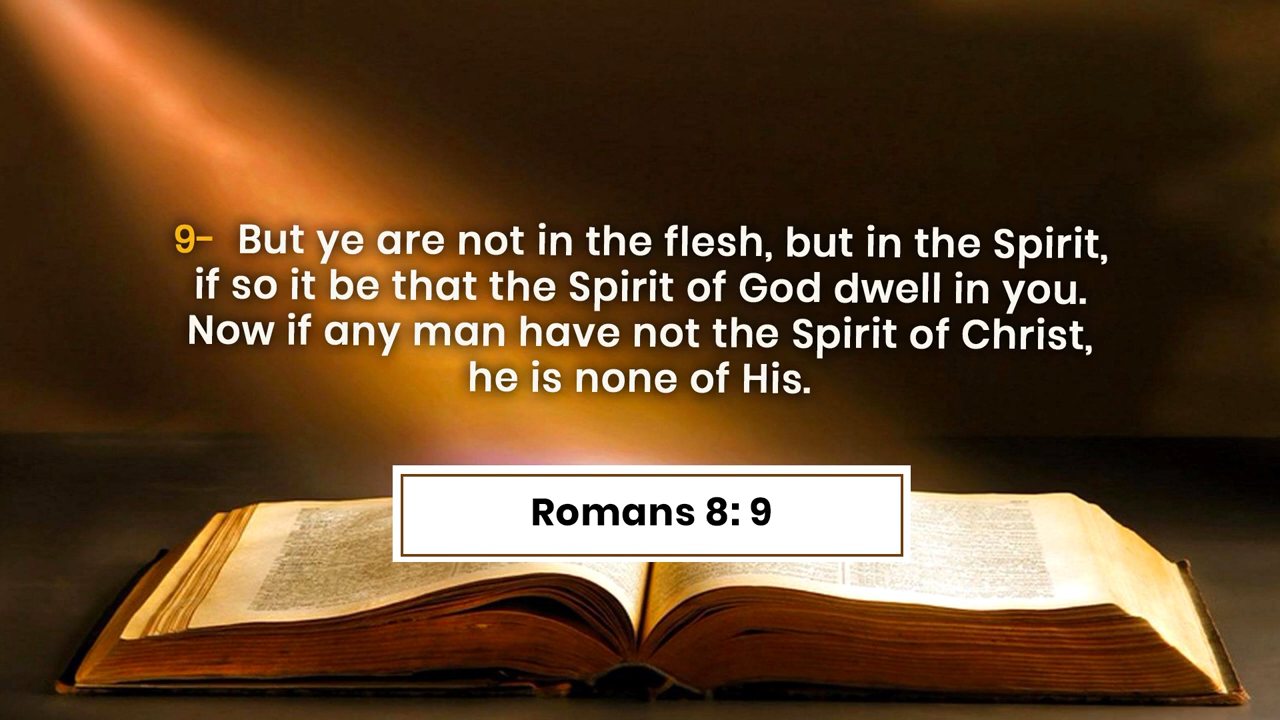 9- But ye are not in the flesh, but in the Spirit,
if so it be that the Spirit of God dwell in you.
Now if any man have not the Spirit of Christ,
he is none of His.
Romans 8: 9